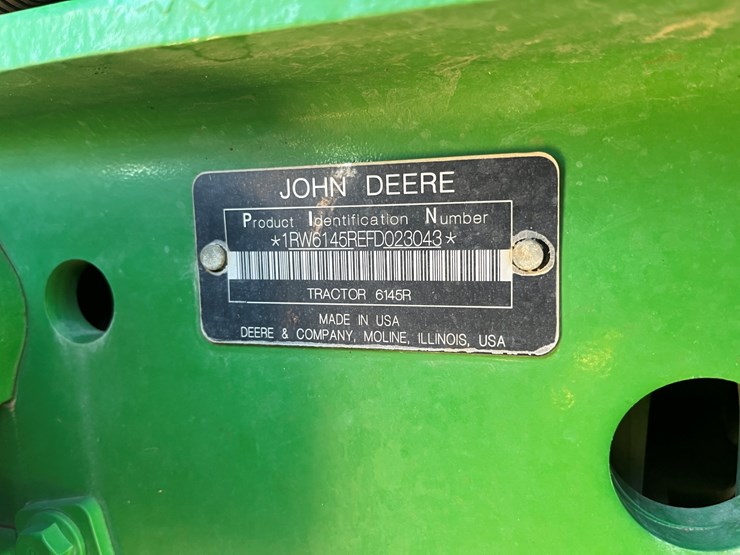 JOHN DEERE
Product Identification Number
*1RW6145REFD023043*
TRACTOR 6145R
MADE IN USA
DEERE & COMPANY, MOLINE, ILLINOIS, USA